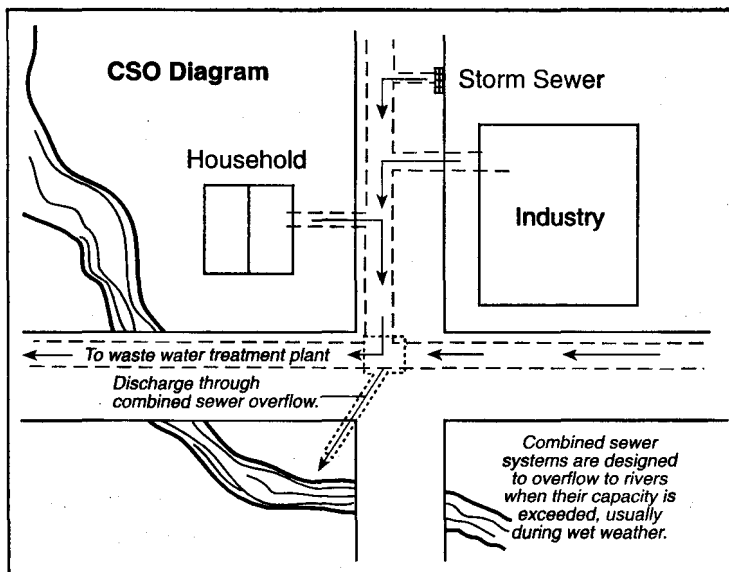 CSO Diagram
Storm Sewer
Household
Industry
To waste water treatment plant
Discharge through
combined sewer overflow.
Combined sewer
systems are designed
to overflow to rivers
when their capacity is
exceeded, usually
during wet weather.